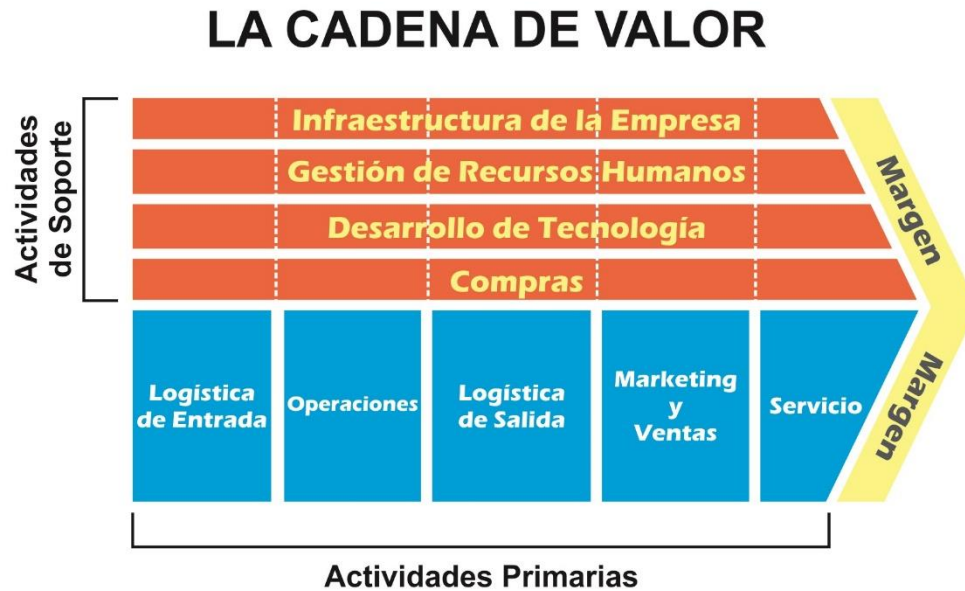 LA CADENA DE VALOR
Actividades
de Soporte
Infraestructura de la Empresa
Gestión de Recursos Humanos
Desarrollo de Tecnología
Compras
Margen
Logística
de Entrada
Operaciones
Logística
de Salida
Marketing
y
Ventas
Servicio
Margen
Actividades Primarias